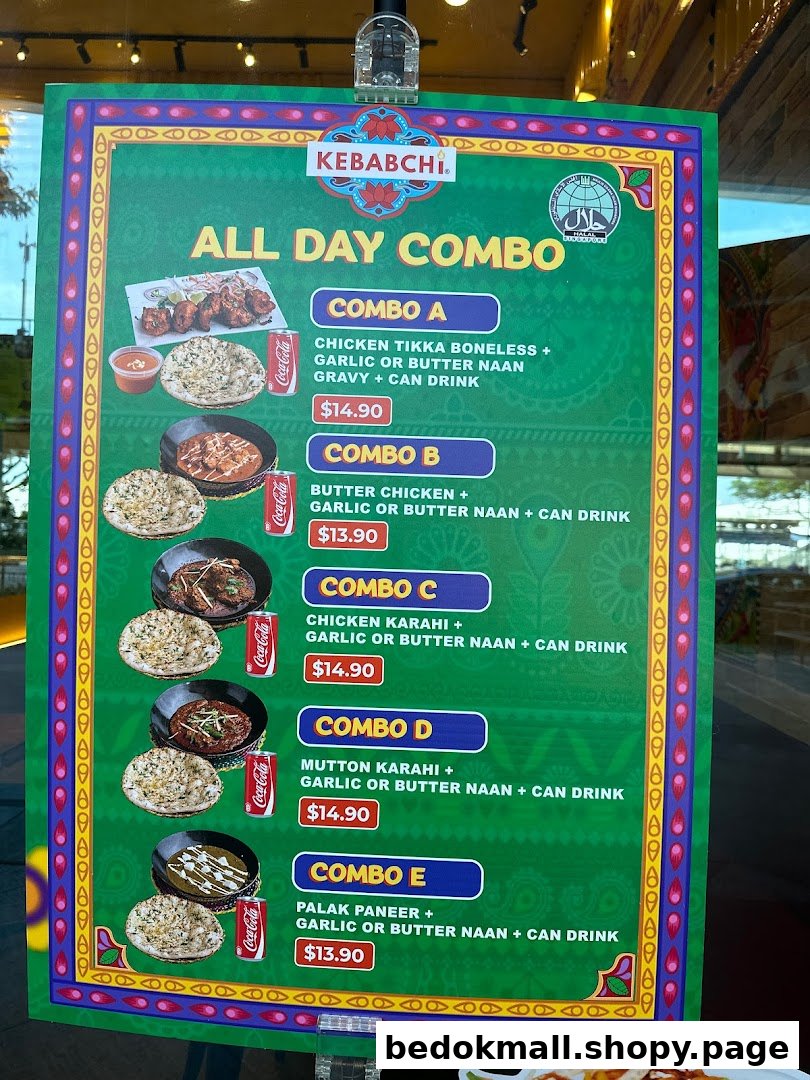 KEBABCHi
HALAL
SINGAPORE
ALL DAY COMBO
COMBO A
CHICKEN TIKKA BONELESS +
GARLIC OR BUTTER NAAN
GRAVY + CAN DRINK
$14.90
Coca-Cola
COMBO B
BUTTER CHICKEN +
GARLIC OR BUTTER NAAN + CAN DRINK
$13.90
Coca-Cola
COMBO C
CHICKEN KARAHI +
GARLIC OR BUTTER NAAN + CAN DRINK
$14.90
Coca-Cola
COMBO D
MUTTON KARAHI +
GARLIC OR BUTTER NAAN + CAN DRINK
$14.90
Coca-Cola
COMBO E
PALAK PANEER +
GARLIC OR BUTTER NAAN + CAN DRINK
$13.90
Coca-Cola
bedokmall.shopy.page